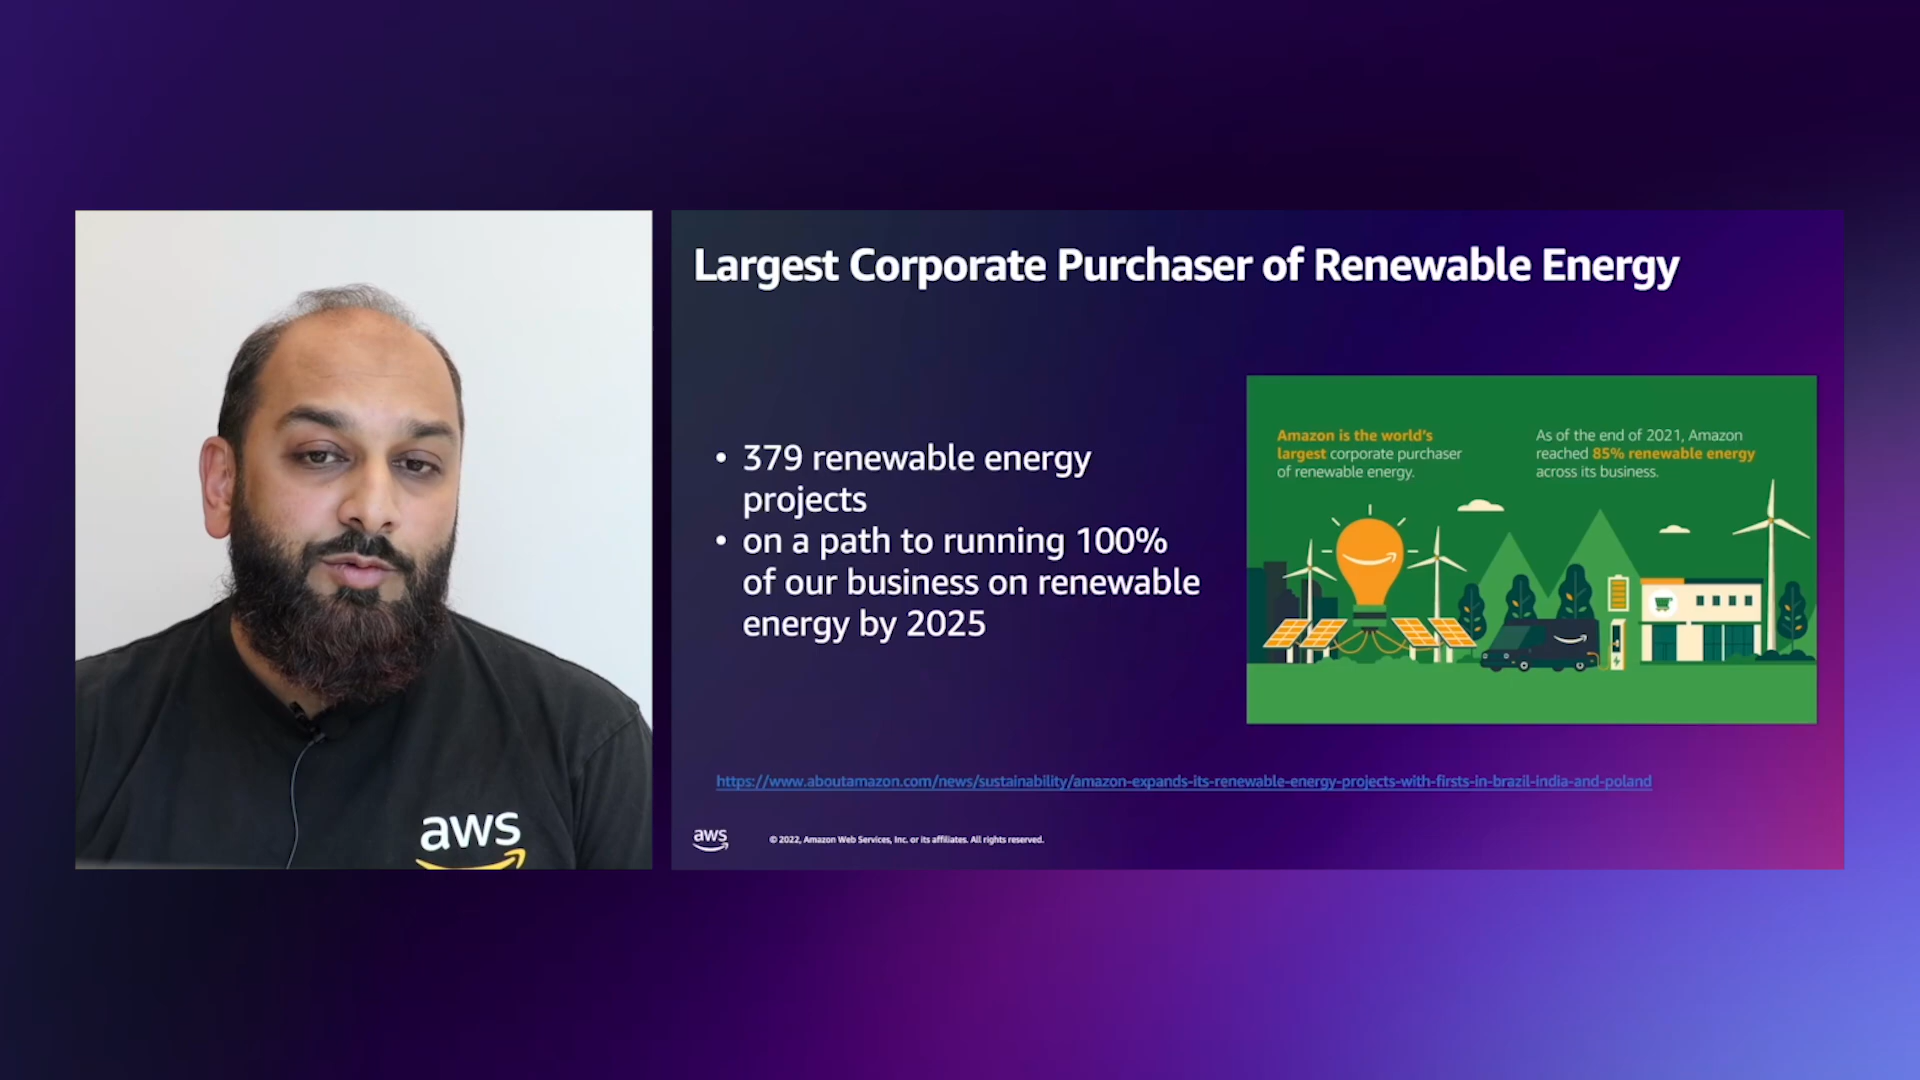 Largest Corporate Purchaser of Renewable Energy
• 379 renewable energy
projects
• on a path to running 100%
of our business on renewable
energy by 2025
Amazon is the world's
largest corporate purchaser
of renewable energy.
As of the end of 2021, Amazon
reached 85% renewable energy
across its business.
https://www.aboutamazon.com/news/sustainability/amazon-expands-its-renewable-energy-projects-with-firsts-in-brazil-india-and-poland
aws
aws
© 2022, Amazon Web Services, Inc. or its affiliates. All rights reserved.